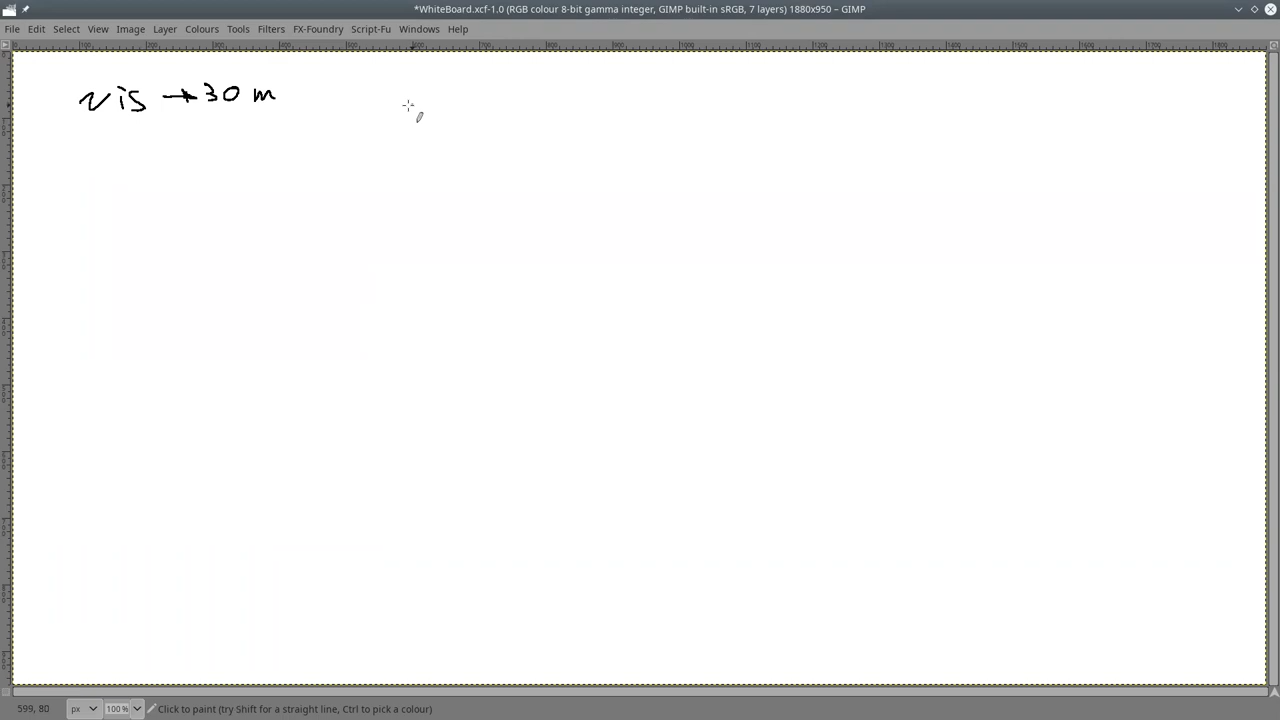 *WhiteBoard.xcf-1.0 (RGB colour 8-bit gamma integer, GIMP built-in sRGB, 7 layers) 1880x950 – GIMP
File Edit Select View Image Layer Colours Tools Filters FX-Foundry Script-Fu Windows Help
Vis → 30 m
599, 80 px 100% Click to paint (try Shift for a straight line, Ctrl to pick a colour)